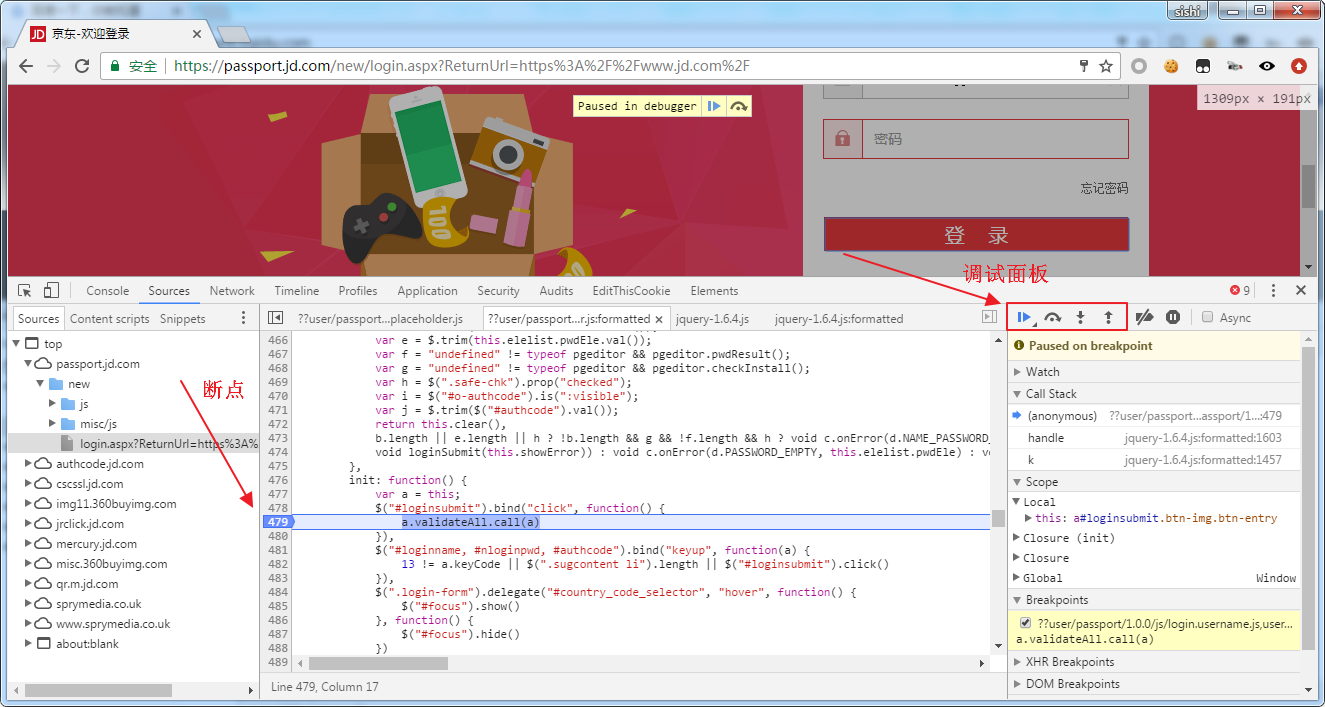 sishi
京东-欢迎登录
安全 https://passport.jd.com/new/login.aspx?ReturnUrl=https%3A%2F%2Fwww.jd.com%2F
Paused in debugger
1309px × 191px
密码
忘记密码
登 录
100
调试面板
Console Sources Network Timeline Profiles Application Security Audits EditThisCookie Elements
9
Sources Content scripts Snippets
??user/passport...placeholder.js ??user/passport...r.js:formatted jquery-1.6.4.js jquery-1.6.4.js:formatted
Async
top
passport.jd.com
new
js
misc/js
login.aspx?ReturnUrl=https%3A%
authcode.jd.com
cscssl.jd.com
img11.360buyimg.com
jrclick.jd.com
mercury.jd.com
misc.360buyimg.com
qr.m.jd.com
sprymedia.co.uk
www.sprymedia.co.uk
about:blank
断点
466 var e = $.trim(this.elelist.pwdEle.val());
467 var f = "undefined" != typeof pgeditor && pgeditor.pwdResult();
468 var g = "undefined" != typeof pgeditor && pgeditor.checkInstall();
469 var h = $(".safe-chk").prop("checked");
470 var i = $("#o-authcode").is(":visible");
471 var j = $.trim($("#authcode").val());
472 return this.clear(),
473 b.length || e.length || h ? !b.length && g && !f.length && h ? void c.onError(d.NAME_PASSWORD_
474 void loginSubmit(this.showError)) : void c.onError(d.PASSWORD_EMPTY, this.elelist.pwdEle) : v
475 },
476 init: function() {
477 var a = this;
478 $("#loginsubmit").bind("click", function() {
479 a.validateAll.call(a)
480 }),
481 $("#loginname, #nloginpwd, #authcode").bind("keyup", function(a) {
482 13 != a.keyCode || $(".sugcontent li").length || $("#loginsubmit").click()
483 }),
484 $(".login-form").delegate("#country_code_selector", "hover", function() {
485 $("#focus").show()
486 }, function() {
487 $("#focus").hide()
488 })
489
Line 479, Column 17
Paused on breakpoint
Watch
Call Stack
(anonymous) ??user/passport...assport/1...:479
handle jquery-1.6.4.js:formatted:1603
k jquery-1.6.4.js:formatted:1457
Scope
Local
this: a#loginsubmit.btn-img.btn-entry
Closure (init)
Closure
Global Window
Breakpoints
??user/passport/1.0.0/js/login.username.js,user...
a.validateAll.call(a)
XHR Breakpoints
DOM Breakpoints